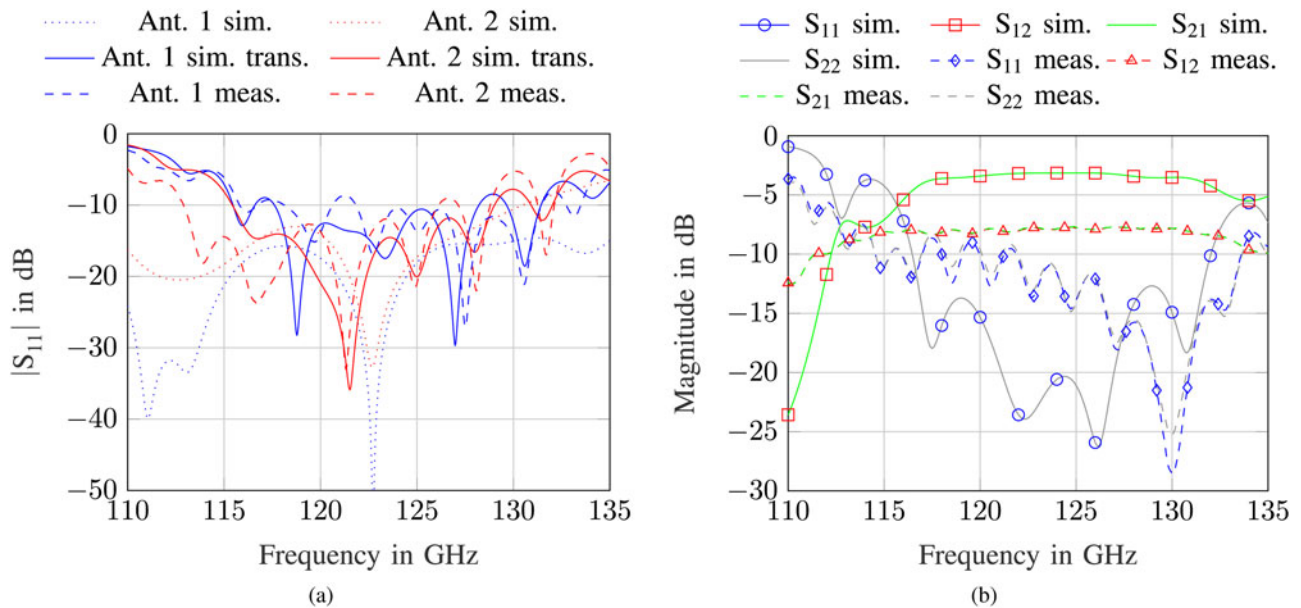 Ant. 1 sim. Ant. 2 sim.
Ant. 1 sim. trans. Ant. 2 sim. trans.
Ant. 1 meas. Ant. 2 meas.
|S11| in dB
0
−10
−20
−30
−40
−50
110 115 120 125 130 135
Frequency in GHz
(a)
S11 sim. S12 sim. S21 sim.
S22 sim. S11 meas. S12 meas.
S21 meas. S22 meas.
Magnitude in dB
0
−5
−10
−15
−20
−25
−30
110 115 120 125 130 135
Frequency in GHz
(b)